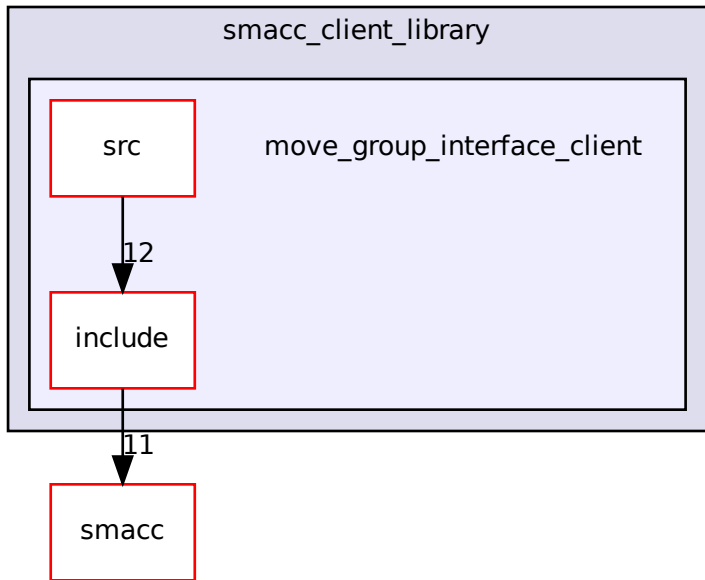 smacc_client_library
src
move_group_interface_client
12
include
11
smacc